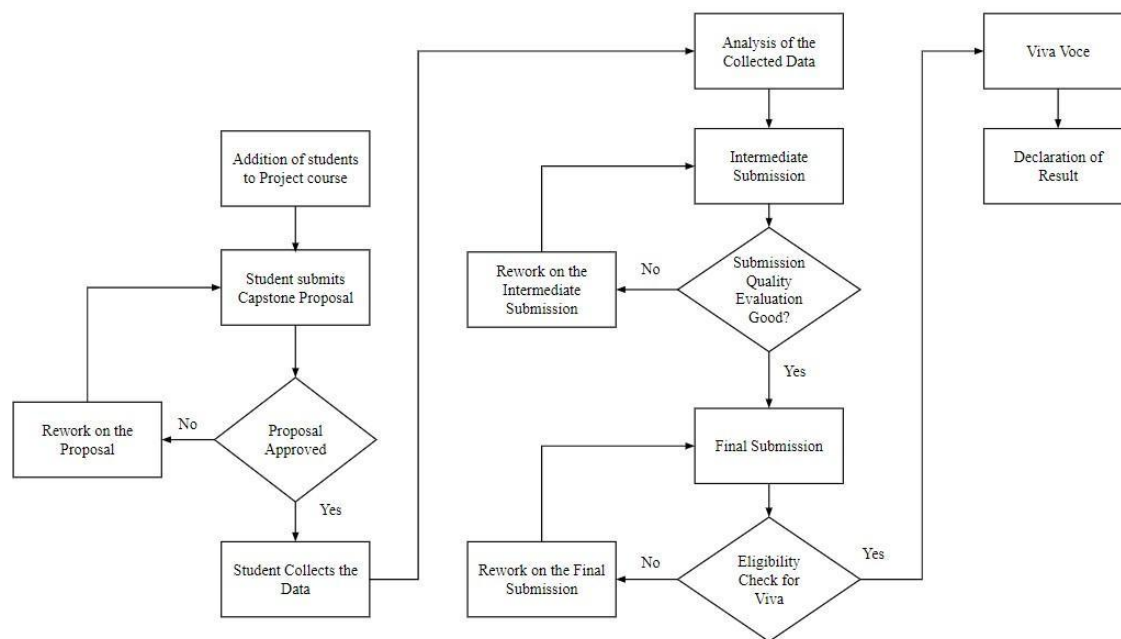 Addition of students
to Project course
Student submits
Capstone Proposal
Rework on the
Proposal
No
Proposal
Approved
Yes
Student Collects the
Data
Analysis of the
Collected Data
Intermediate
Submission
Rework on the
Intermediate
Submission
No
Submission
Quality
Evaluation
Good?
Yes
Final Submission
Rework on the Final
Submission
No
Eligibility
Check for
Viva
Yes
Viva Voce
Declaration of
Result